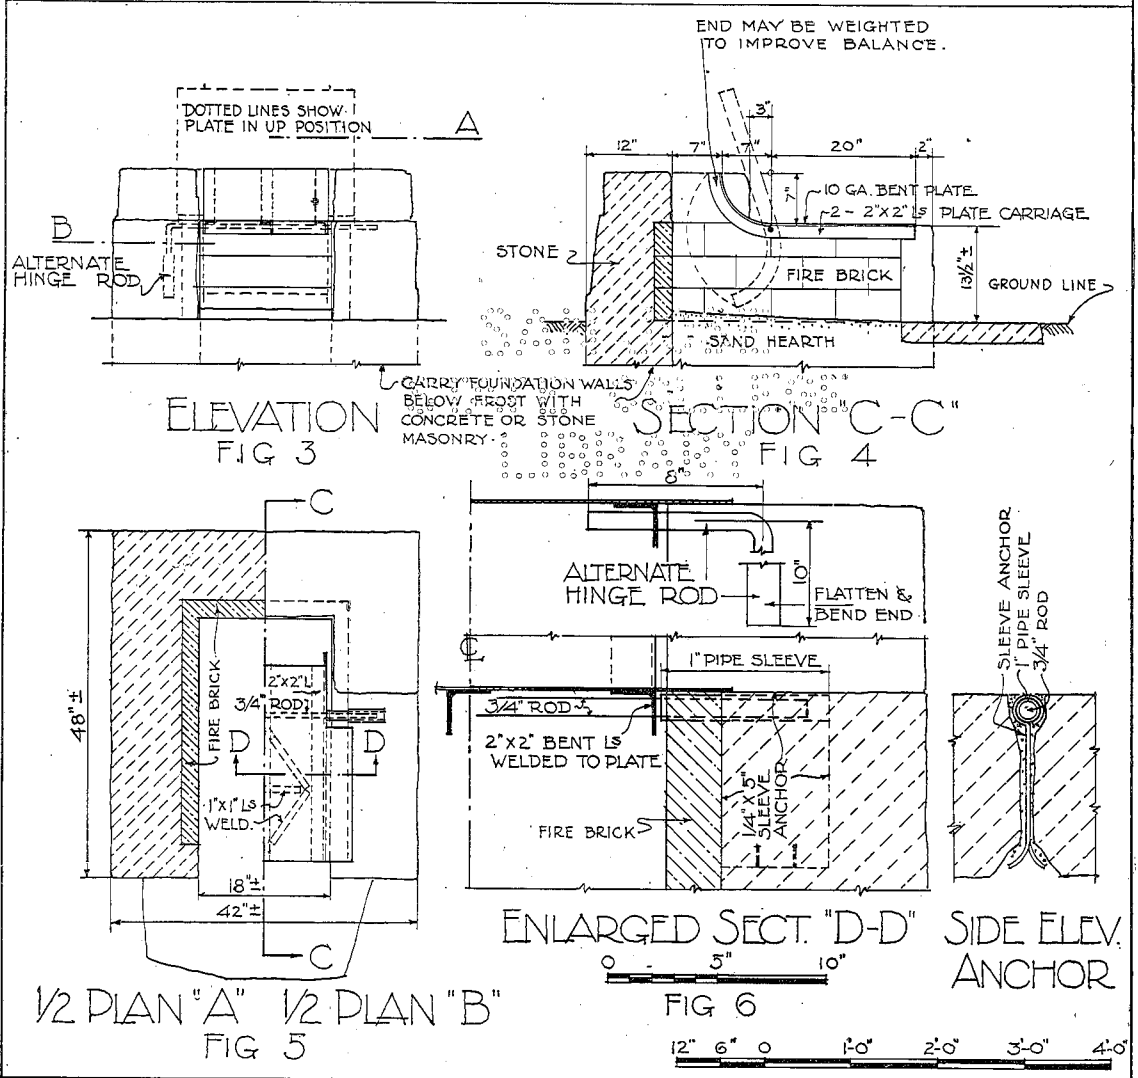 END MAY BE WEIGHTED
TO IMPROVE BALANCE.
DOTTED LINES SHOW
PLATE IN UP POSITION
A
3"
12"
7"
7"
20"
2"
7"
10 GA. BENT PLATE
2 - 2"X2" Ls PLATE CARRIAGE
B
STONE
ALTERNATE
HINGE ROD
FIRE BRICK
13½"±
GROUND LINE
SAND HEARTH
CARRY FOUNDATION WALLS
BELOW FROST WITH
CONCRETE OR STONE
MASONRY.
ELEVATION
FIG 3
SECTION "C-C"
FIG 4
LIBRARY
C
8"
ALTERNATE
HINGE ROD
10"
FLATTEN &
BEND END
SLEEVE ANCHOR
1" PIPE SLEEVE
3/4" ROD
48"±
FIRE BRICK
2"X2"L
3/4"
ROD
D
D
1"X1" Ls
WELD.
18"±
42"±
C
℄
1" PIPE SLEEVE
3/4" ROD
2"X2" BENT Ls
WELDED TO PLATE
FIRE BRICK
1/4" X 5"
SLEEVE
ANCHOR
ENLARGED SECT. "D-D"
0 5" 10"
FIG 6
SIDE ELEV.
ANCHOR
1/2 PLAN "A" 1/2 PLAN "B"
FIG 5
12" 6" 0 1'-0" 2'-0" 3'-0" 4'-0"